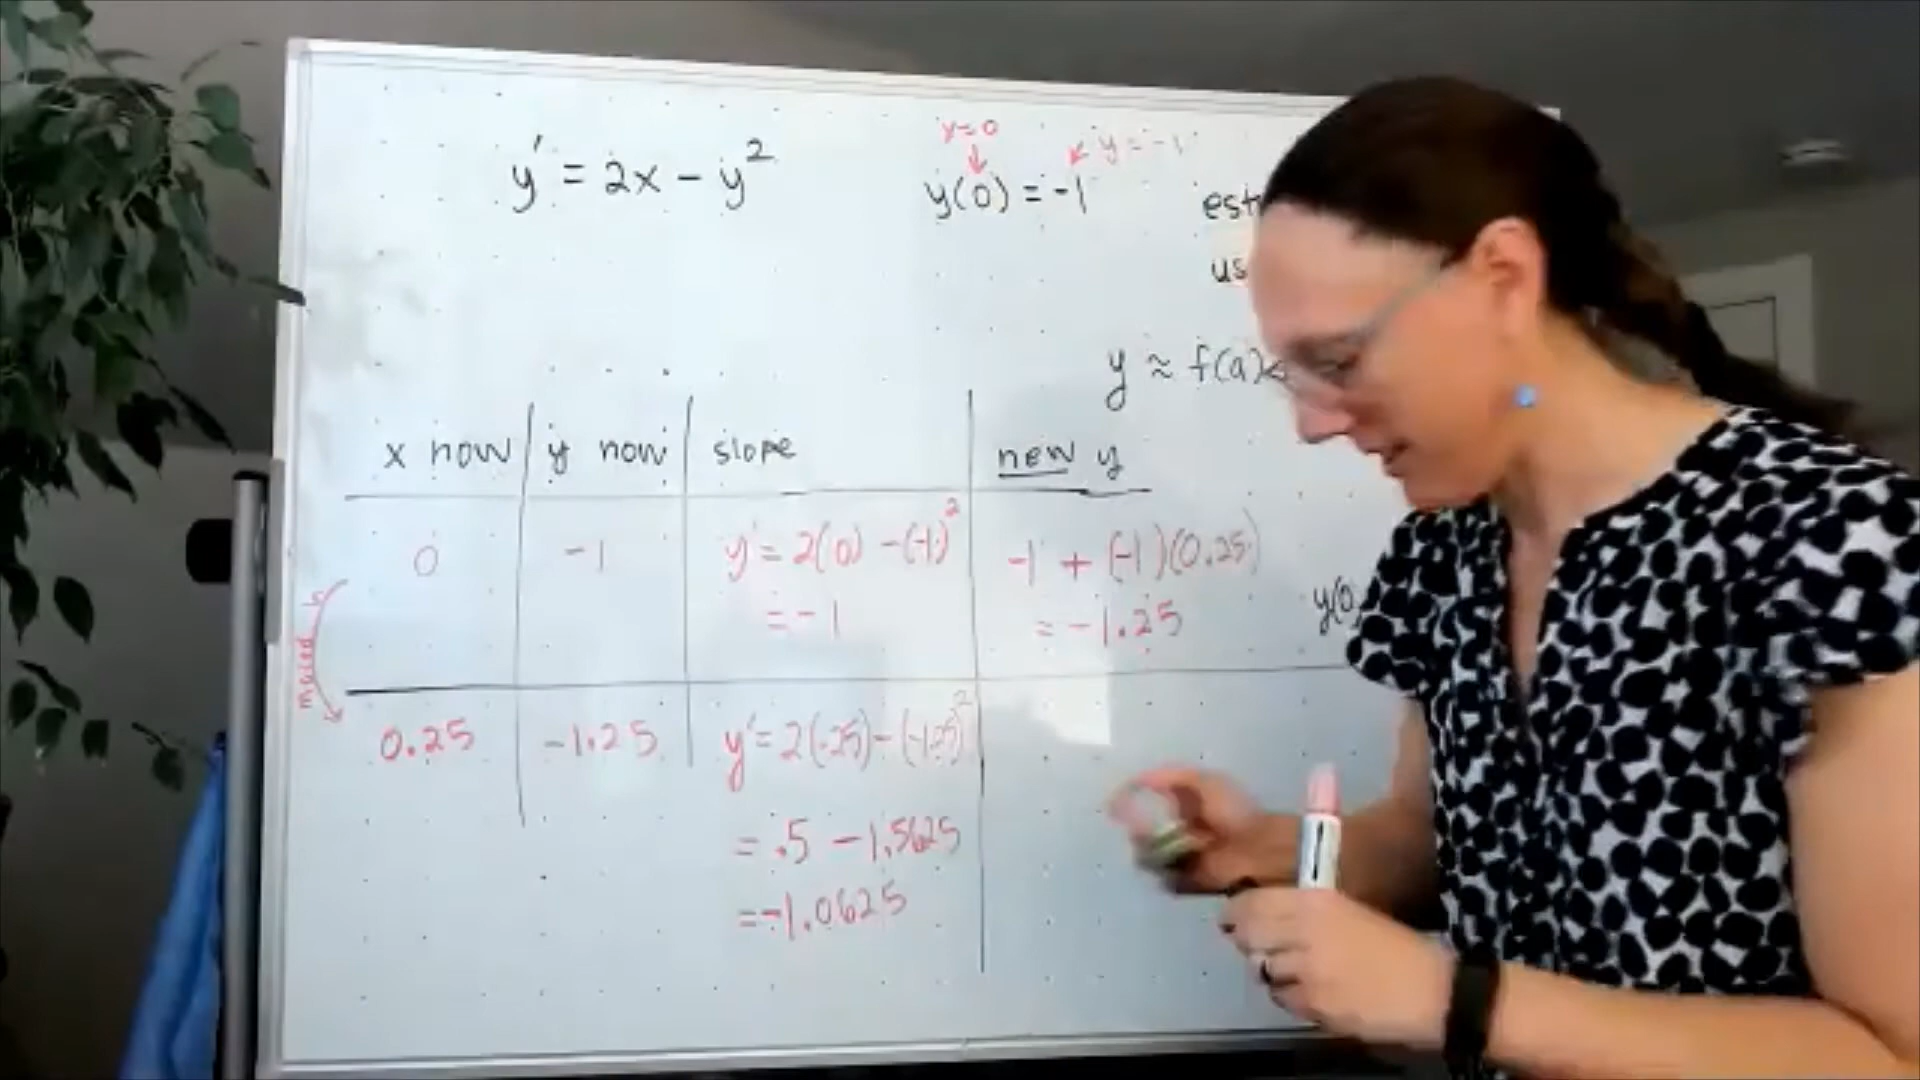 y' = 2x - y²
y=0
y = -1
y(0) = -1
est
us
y ≈ f(a)
x now
y now
slope
new y
0
-1
y' = 2(0) - (-1)²
= -1
-1 + (-1)(0.25)
= -1.25
y(0
0.25
-1.25
y' = 2(.25) - (-1.25)²
= .5 - 1.5625
= -1.0625